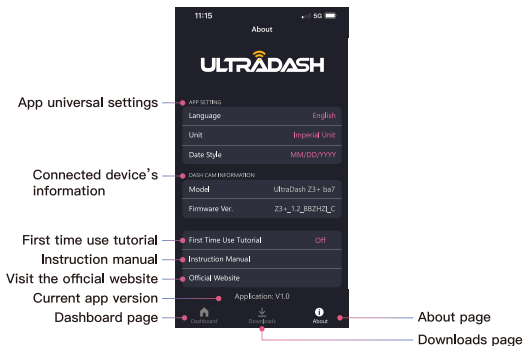 11:15
5G
About
ULTRADASH
App universal settings
APP SETTING
Language
English
Unit
Imperial Unit
Date Style
MM/DD/YYYY
Connected device's
information
DASH CAM INFORMATION
Model
UltraDash Z3+ ba7
Firmware Ver.
Z3+_1.2_BBZHZJ_C
First time use tutorial
First Time Use Tutorial
Off
Instruction manual
Instruction Manual
Visit the official website
Official Website
Current app version
Application: V1.0
Dashboard page
Dashboard
Downloads
About
About page
Downloads page